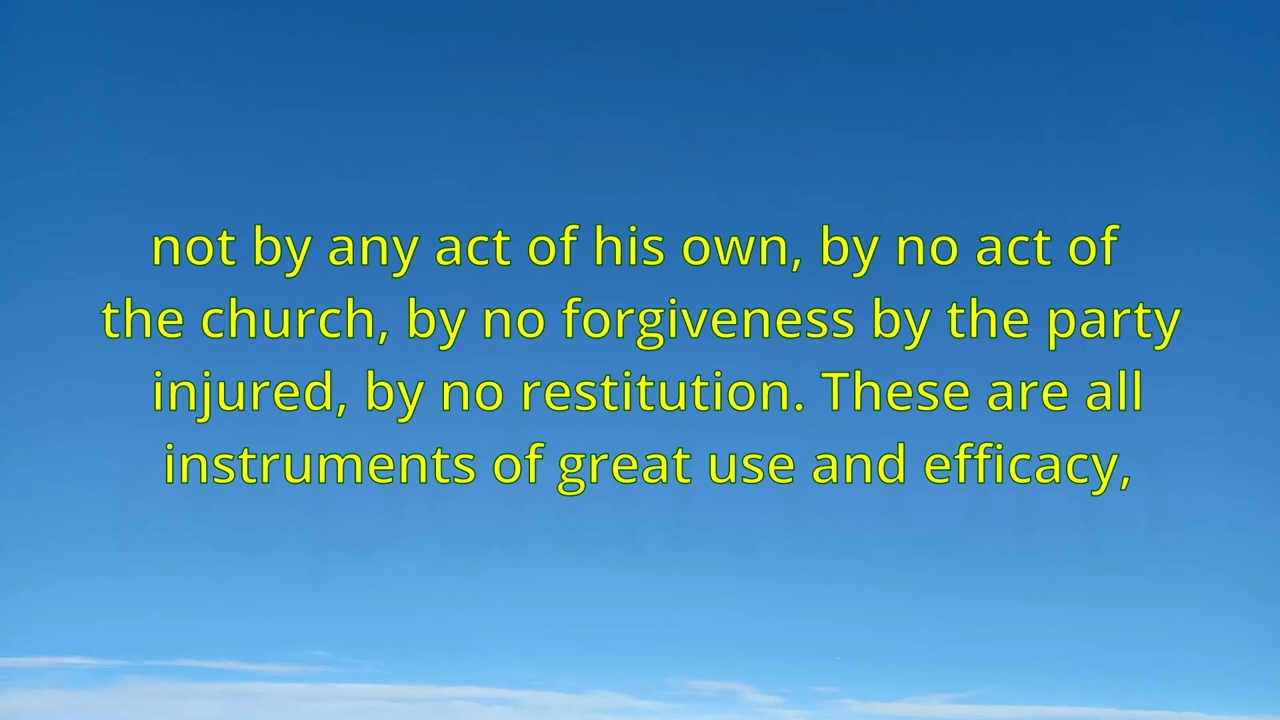 not by any act of his own, by no act of
the church, by no forgiveness by the party
injured, by no restitution. These are all
instruments of great use and efficacy,